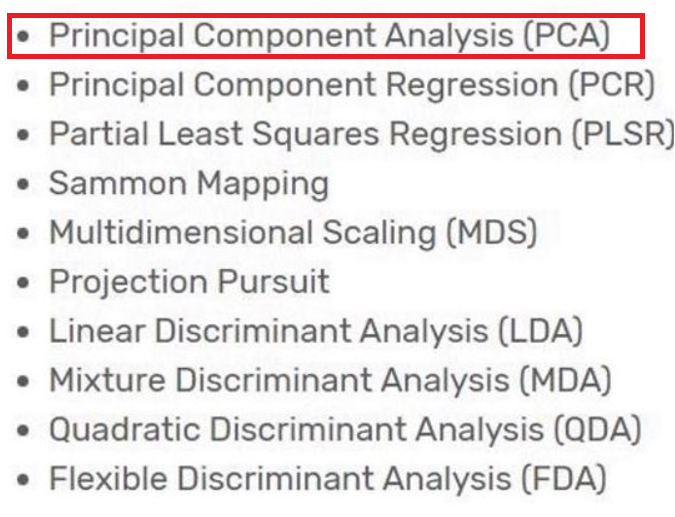 • Principal Component Analysis (PCA)
• Principal Component Regression (PCR)
• Partial Least Squares Regression (PLSR)
• Sammon Mapping
• Multidimensional Scaling (MDS)
• Projection Pursuit
• Linear Discriminant Analysis (LDA)
• Mixture Discriminant Analysis (MDA)
• Quadratic Discriminant Analysis (QDA)
• Flexible Discriminant Analysis (FDA)